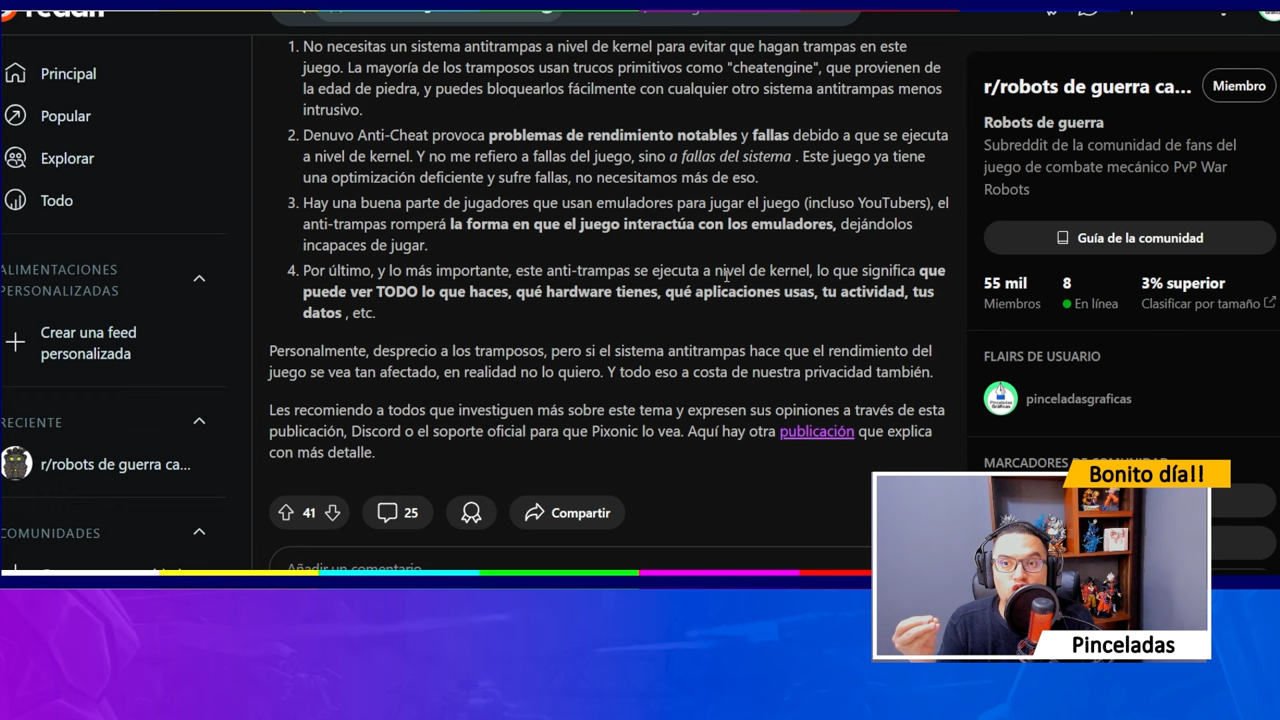 reddit
Principal
Popular
Explorar
Todo
ALIMENTACIONES
PERSONALIZADAS
Crear una feed
personalizada
RECIENTE
r/robots de guerra ca...
COMUNIDADES
1. No necesitas un sistema antitrampas a nivel de kernel para evitar que hagan trampas en este
juego. La mayoría de los tramposos usan trucos primitivos como "cheatengine", que provienen de
la edad de piedra, y puedes bloquearlos fácilmente con cualquier otro sistema antitrampas menos
intrusivo.
2. Denuvo Anti-Cheat provoca problemas de rendimiento notables y fallas debido a que se ejecuta
a nivel de kernel. Y no me refiero a fallas del juego, sino a fallas del sistema . Este juego ya tiene
una optimización deficiente y sufre fallas, no necesitamos más de eso.
3. Hay una buena parte de jugadores que usan emuladores para jugar el juego (incluso YouTubers), el
anti-trampas romperá la forma en que el juego interactúa con los emuladores, dejándolos
incapaces de jugar.
4. Por último, y lo más importante, este anti-trampas se ejecuta a nivel de kernel, lo que significa que
puede ver TODO lo que haces, qué hardware tienes, qué aplicaciones usas, tu actividad, tus
datos , etc.
Personalmente, desprecio a los tramposos, pero si el sistema antitrampas hace que el rendimiento del
juego se vea tan afectado, en realidad no lo quiero. Y todo eso a costa de nuestra privacidad también.
Les recomiendo a todos que investiguen más sobre este tema y expresen sus opiniones a través de esta
publicación, Discord o el soporte oficial para que Pixonic lo vea. Aquí hay otra publicación que explica
con más detalle.
41
25
Compartir
Añadir un comentario
r/robots de guerra ca...
Miembro
Robots de guerra
Subreddit de la comunidad de fans del
juego de combate mecánico PvP War
Robots
Guía de la comunidad
55 mil 8 3% superior
Miembros En línea Clasificar por tamaño
FLAIRS DE USUARIO
pinceladasgraficas
MARCADORES DE COMUNIDAD
Bonito día!!
Pinceladas